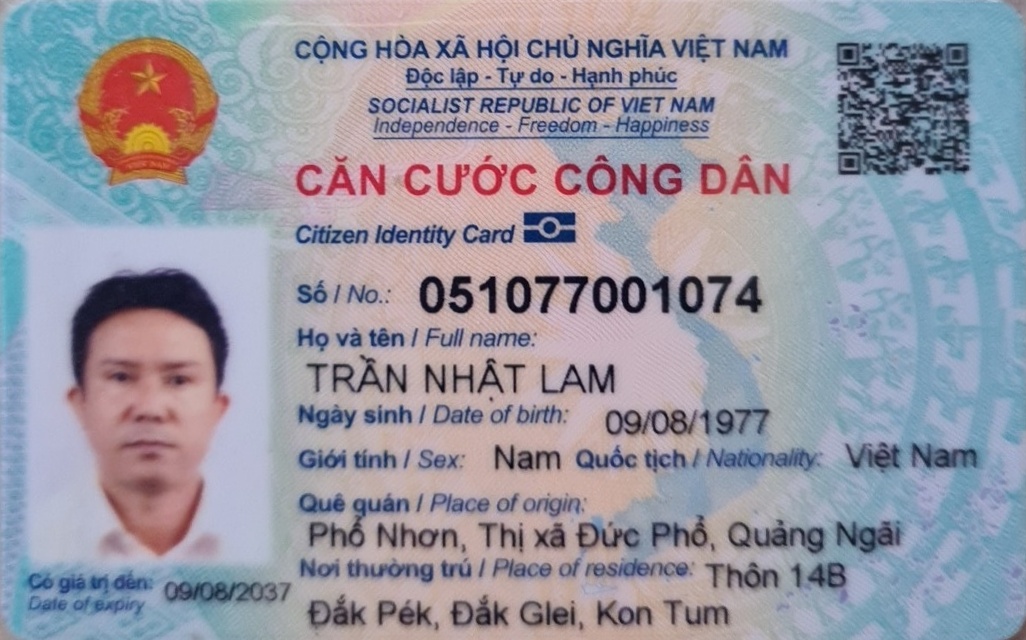 CỘNG HÒA XÃ HỘI CHỦ NGHĨA VIỆT NAM
Độc lập - Tự do - Hạnh phúc
SOCIALIST REPUBLIC OF VIET NAM
Independence - Freedom - Happiness
CĂN CƯỚC CÔNG DÂN
Citizen Identity Card
Số / No.: 051077001074
Họ và tên / Full name:
TRẦN NHẬT LAM
Ngày sinh / Date of birth: 09/08/1977
Giới tính / Sex: Nam Quốc tịch / Nationality: Việt Nam
Quê quán / Place of origin:
Phổ Nhơn, Thị xã Đức Phổ, Quảng Ngãi
Nơi thường trú / Place of residence: Thôn 14B
Đắk Pék, Đắk Glei, Kon Tum
Có giá trị đến: 09/08/2037
Date of expiry
VIỆT NAM